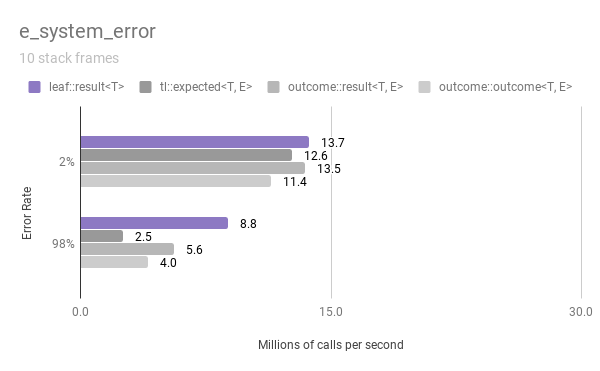 e_system_error
10 stack frames
leaf::result<T> tl::expected<T, E> outcome::result<T, E> outcome::outcome<T, E>
Error Rate
2%
13.7
12.6
13.5
11.4
98%
8.8
2.5
5.6
4.0
0.0 15.0 30.0
Millions of calls per second